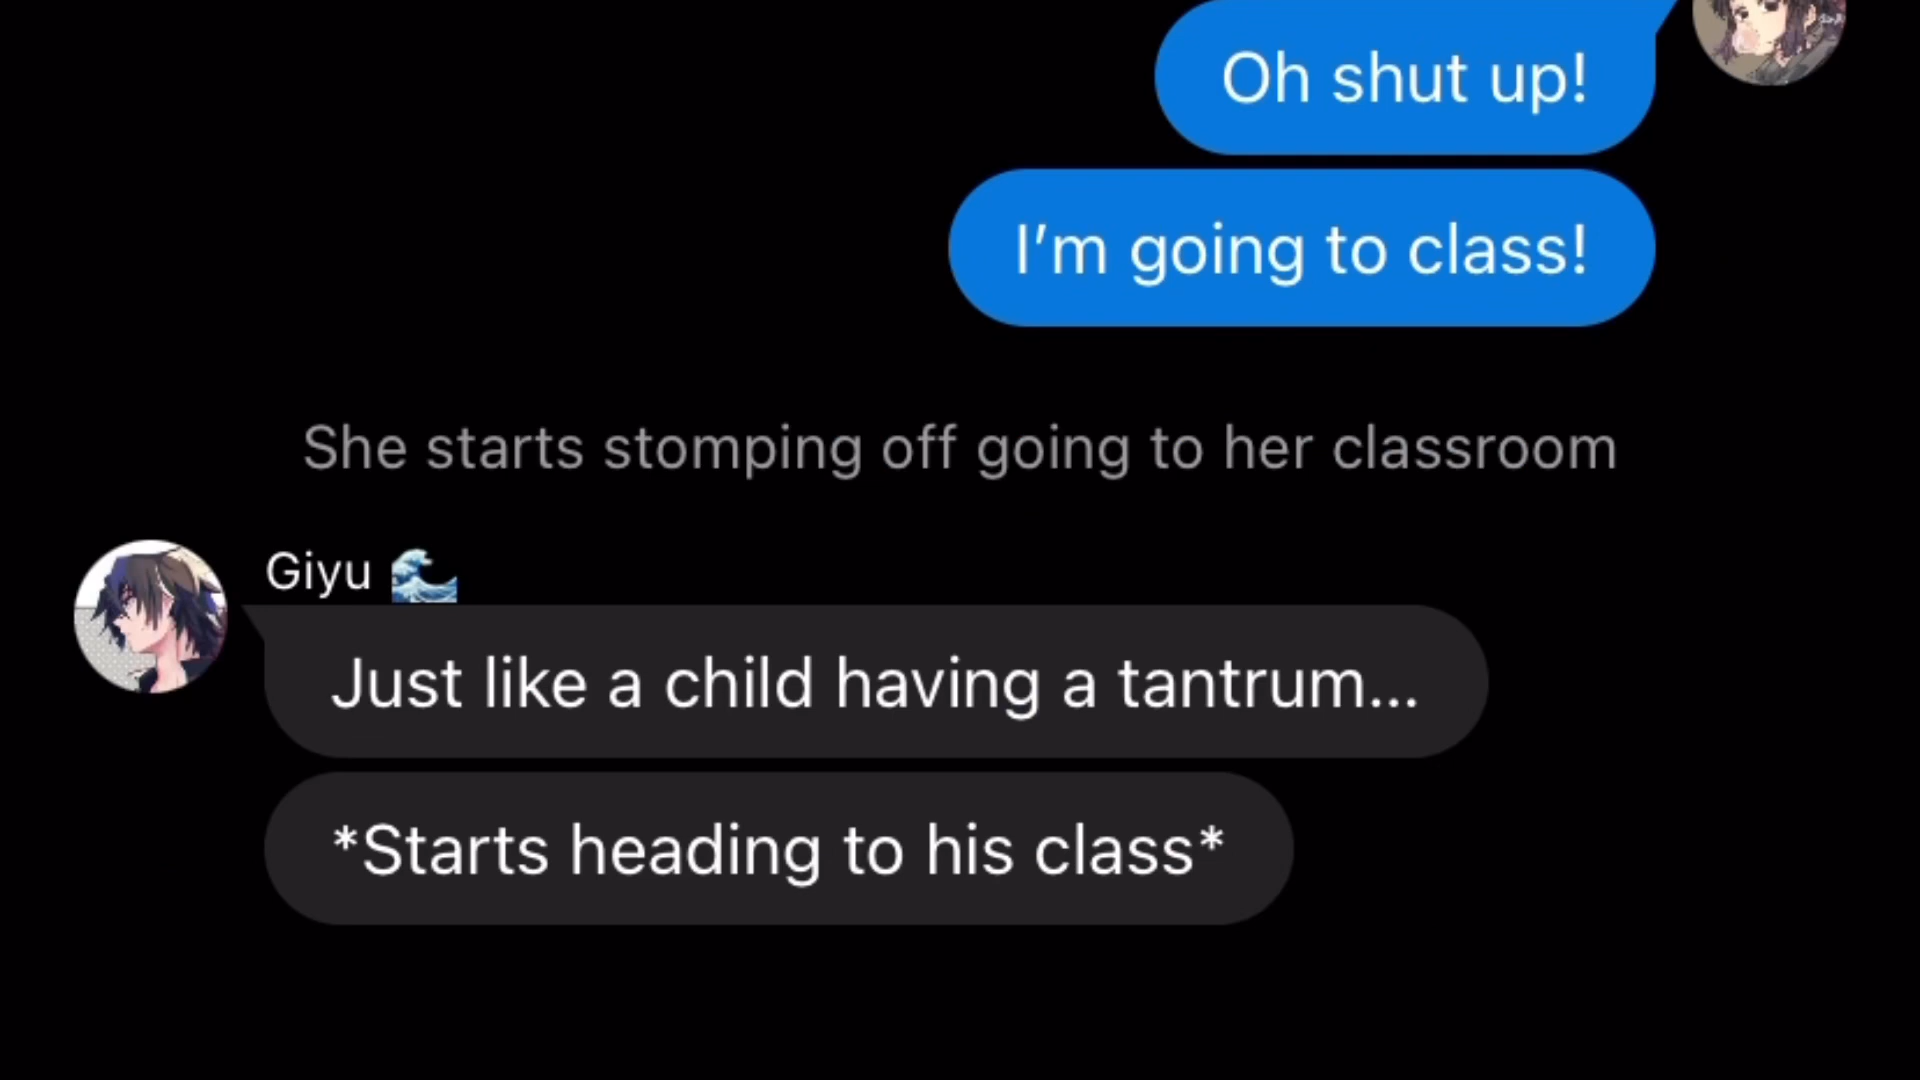 Oh shut up!
I’m going to class!
She starts stomping off going to her classroom
Giyu 🌊
Just like a child having a tantrum...
*Starts heading to his class*